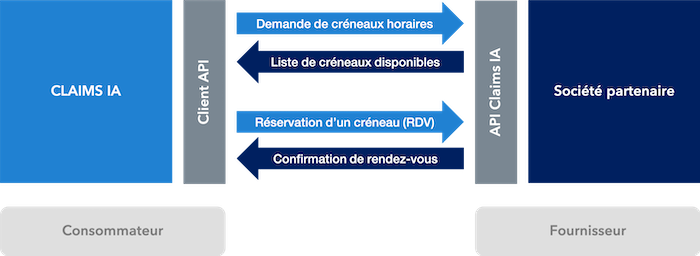 CLAIMS IA
Client API
Demande de créneaux horaires
Liste de créneaux disponibles
Réservation d'un créneau (RDV)
Confirmation de rendez-vous
API Claims IA
Société partenaire
Consommateur
Fournisseur